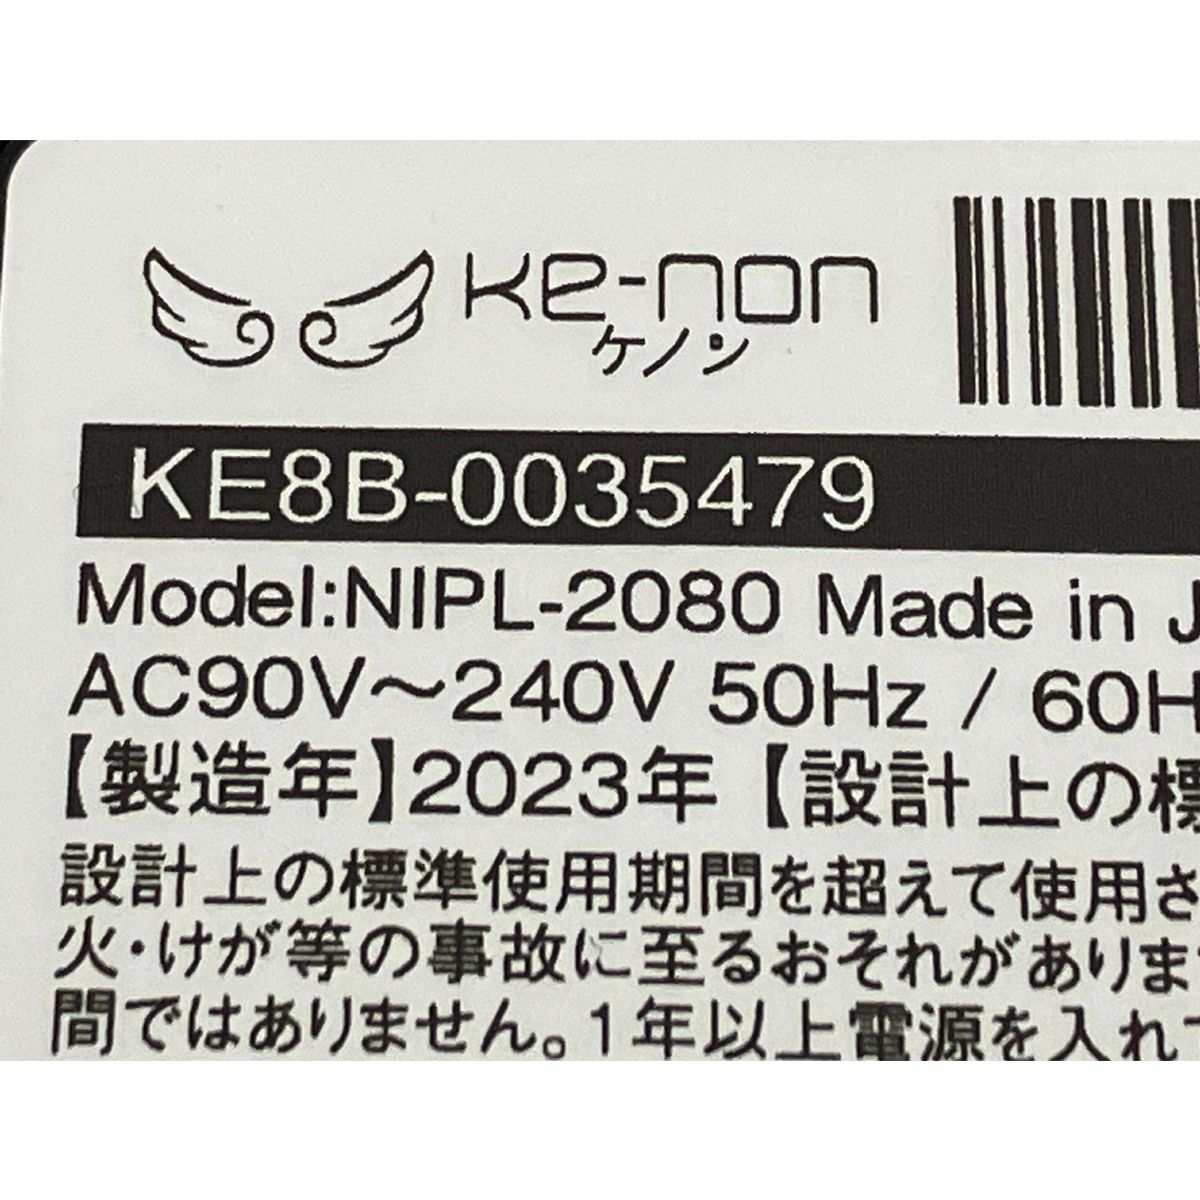 ke-non
ケノン
KE8B-0035479
Model:NIPL-2080 Made in J
AC90V～240V 50Hz / 60H
【製造年】2023年【設計上の標
設計上の標準使用期間を超えて使用さ
火・けが等の事故に至るおそれがありま
間ではありません。1年以上電源を入れ